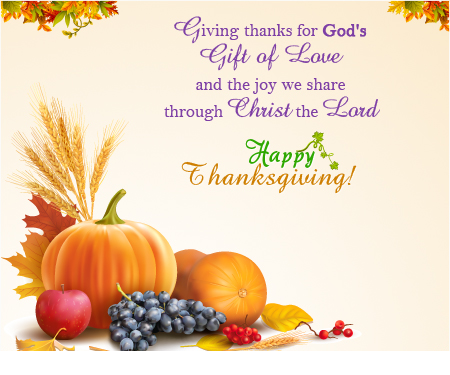 Giving thanks for God's
Gift of Love
and the joy we share
through Christ the Lord
Happy
Thanksgiving!